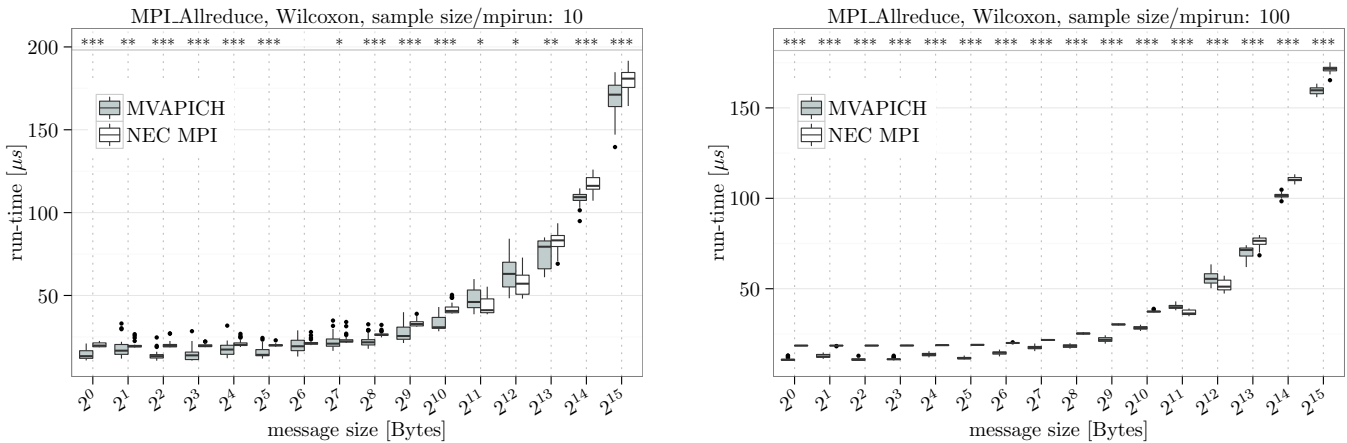 MPI_Allreduce, Wilcoxon, sample size/mpirun: 10
*** ** *** *** *** *** * *** *** *** * * ** *** ***
200
150
100
50
run-time [μs]
MVAPICH
NEC MPI
2^0 2^1 2^2 2^3 2^4 2^5 2^6 2^7 2^8 2^9 2^10 2^11 2^12 2^13 2^14 2^15
message size [Bytes]
MPI_Allreduce, Wilcoxon, sample size/mpirun: 100
*** *** *** *** *** *** *** *** *** *** *** *** *** *** *** ***
150
100
50
run-time [μs]
MVAPICH
NEC MPI
2^0 2^1 2^2 2^3 2^4 2^5 2^6 2^7 2^8 2^9 2^10 2^11 2^12 2^13 2^14 2^15
message size [Bytes]